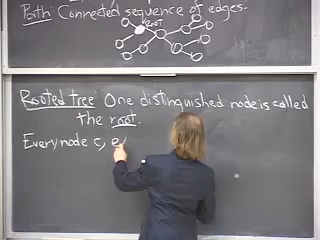 Path: Connected sequence of edges.
ROOT
Rooted tree: One distinguished node is called
the root.
Every node c, e